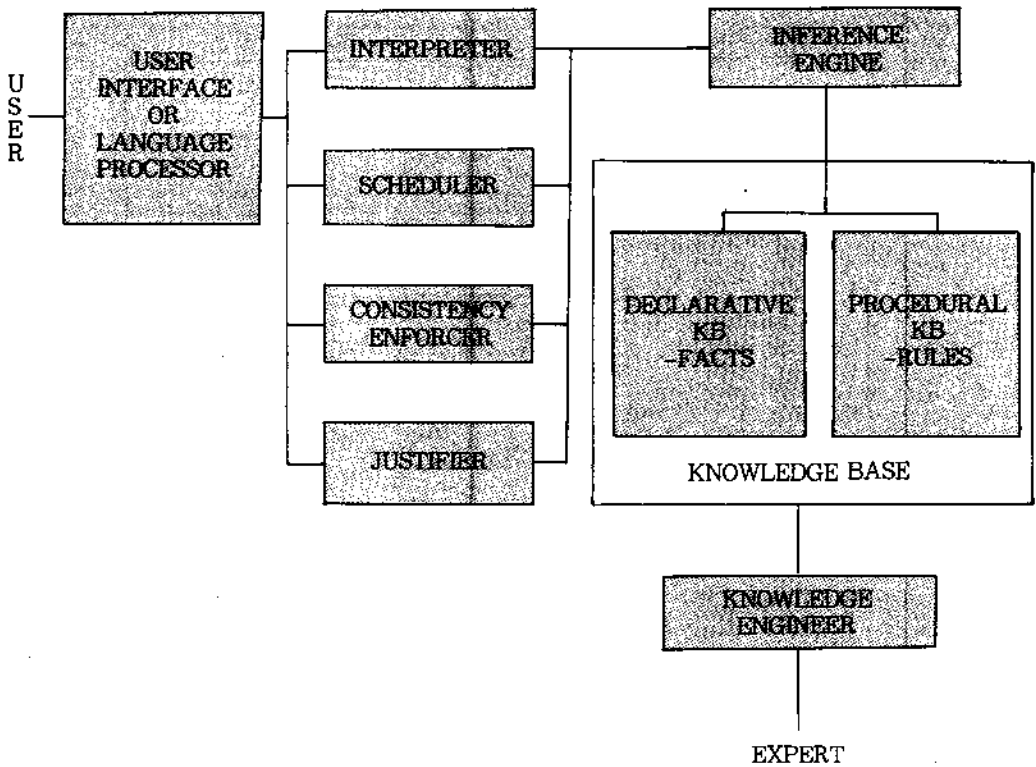 USER
USER
INTERFACE
OR
LANGUAGE
PROCESSOR
INTERPRETER
SCHEDULER
CONSISTENCY
ENFORCER
JUSTIFIER
INFERENCE
ENGINE
DECLARATIVE
KB
-FACTS
PROCEDURAL
KB
-RULES
KNOWLEDGE BASE
KNOWLEDGE
ENGINEER
EXPERT